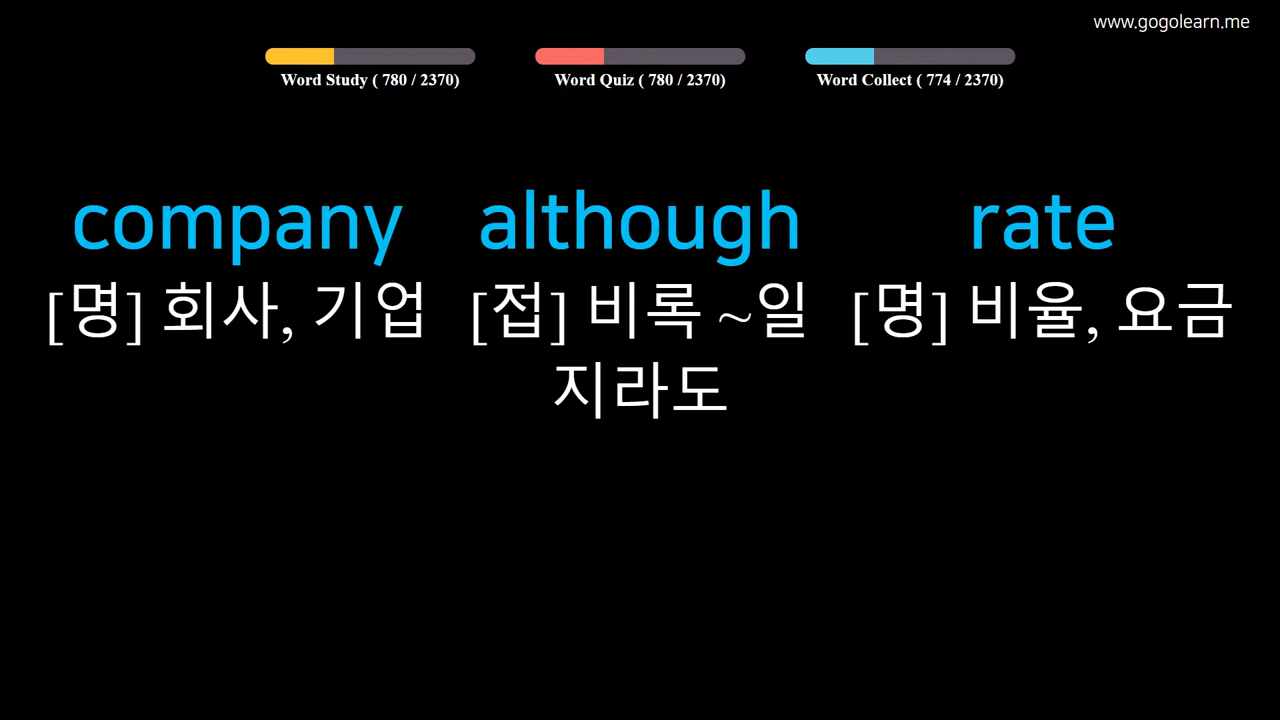 www.gogolearn.me
Word Study ( 780 / 2370)
Word Quiz ( 780 / 2370)
Word Collect ( 774 / 2370)
company
[명] 회사, 기업
although
[접] 비록 ~일
지라도
rate
[명] 비율, 요금